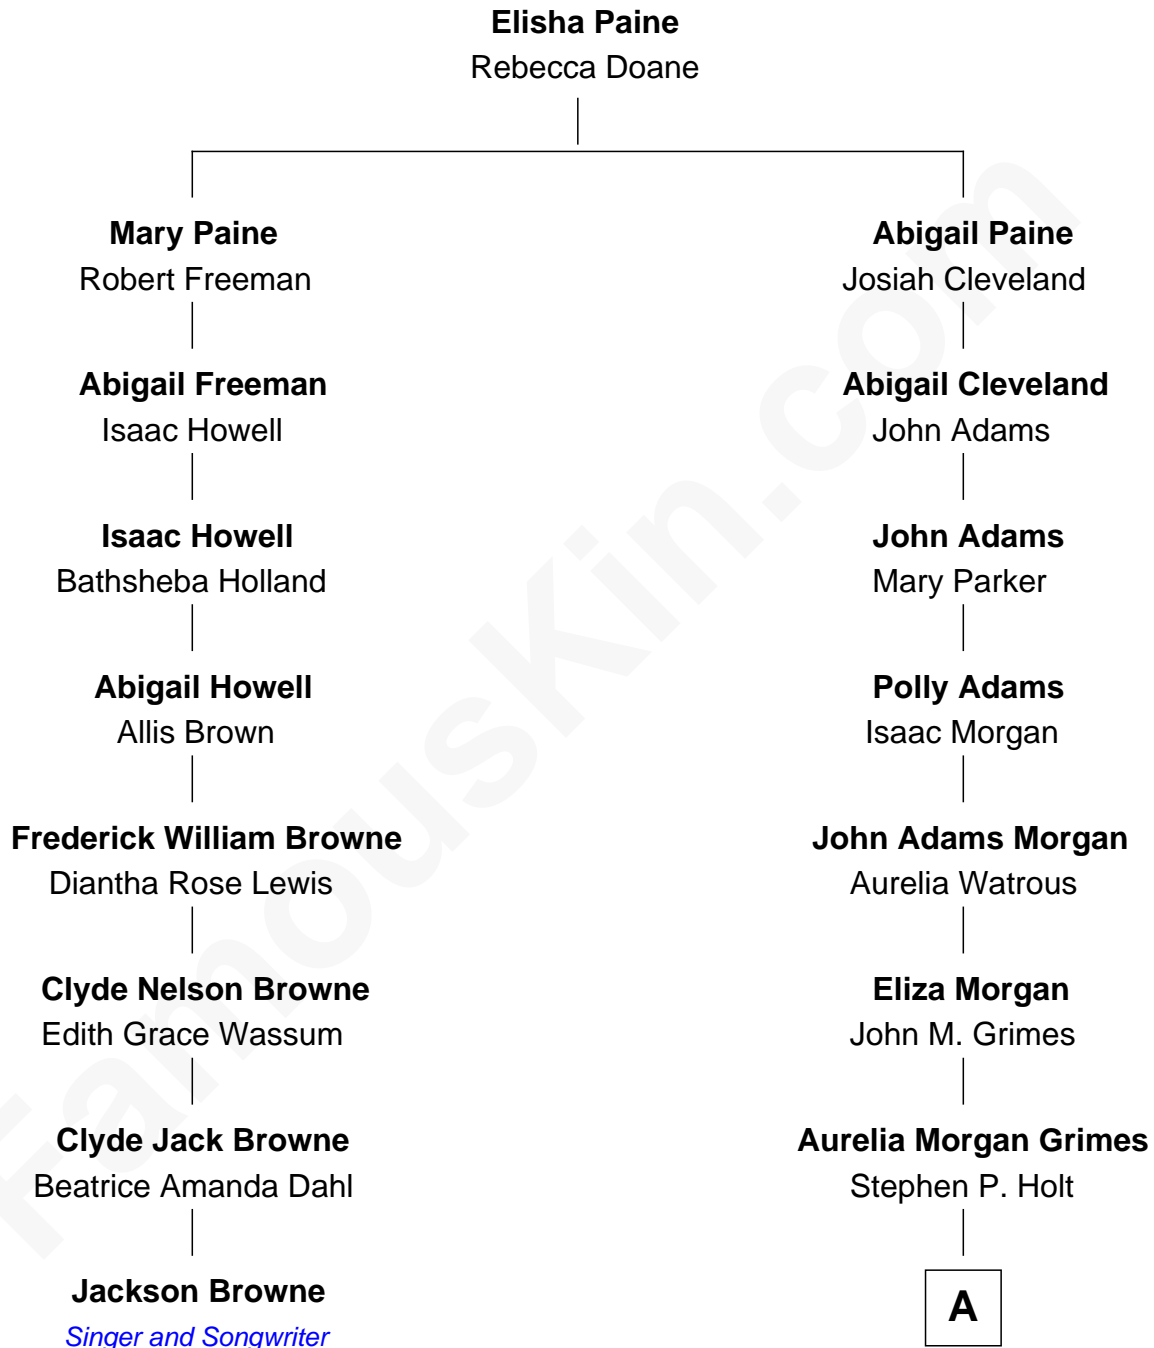 Elisha Paine
Rebecca Doane
Mary Paine
Robert Freeman
Abigail Paine
Josiah Cleveland
Abigail Freeman
Isaac Howell
Abigail Cleveland
John Adams
Isaac Howell
Bathsheba Holland
John Adams
Mary Parker
Abigail Howell
Allis Brown
Polly Adams
Isaac Morgan
Frederick William Browne
Diantha Rose Lewis
John Adams Morgan
Aurelia Watrous
Clyde Nelson Browne
Edith Grace Wassum
Eliza Morgan
John M. Grimes
Clyde Jack Browne
Beatrice Amanda Dahl
Aurelia Morgan Grimes
Stephen P. Holt
Jackson Browne
Singer and Songwriter
A
FamousKin.com